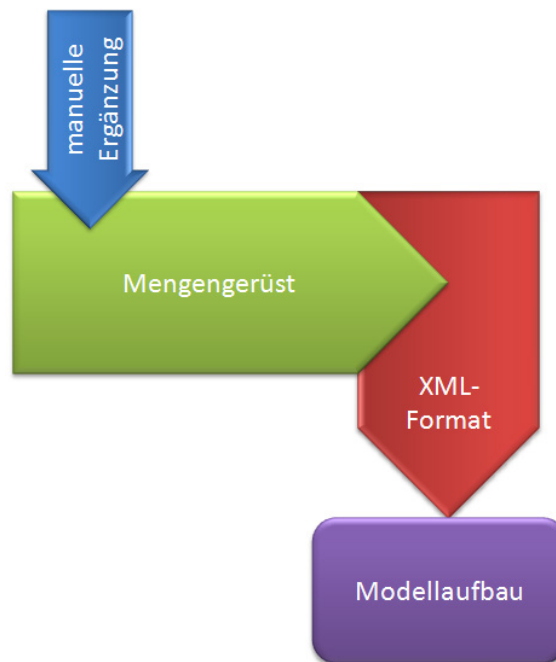 manuelle
Ergänzung
Mengengerüst
XML-
Format
Modellaufbau